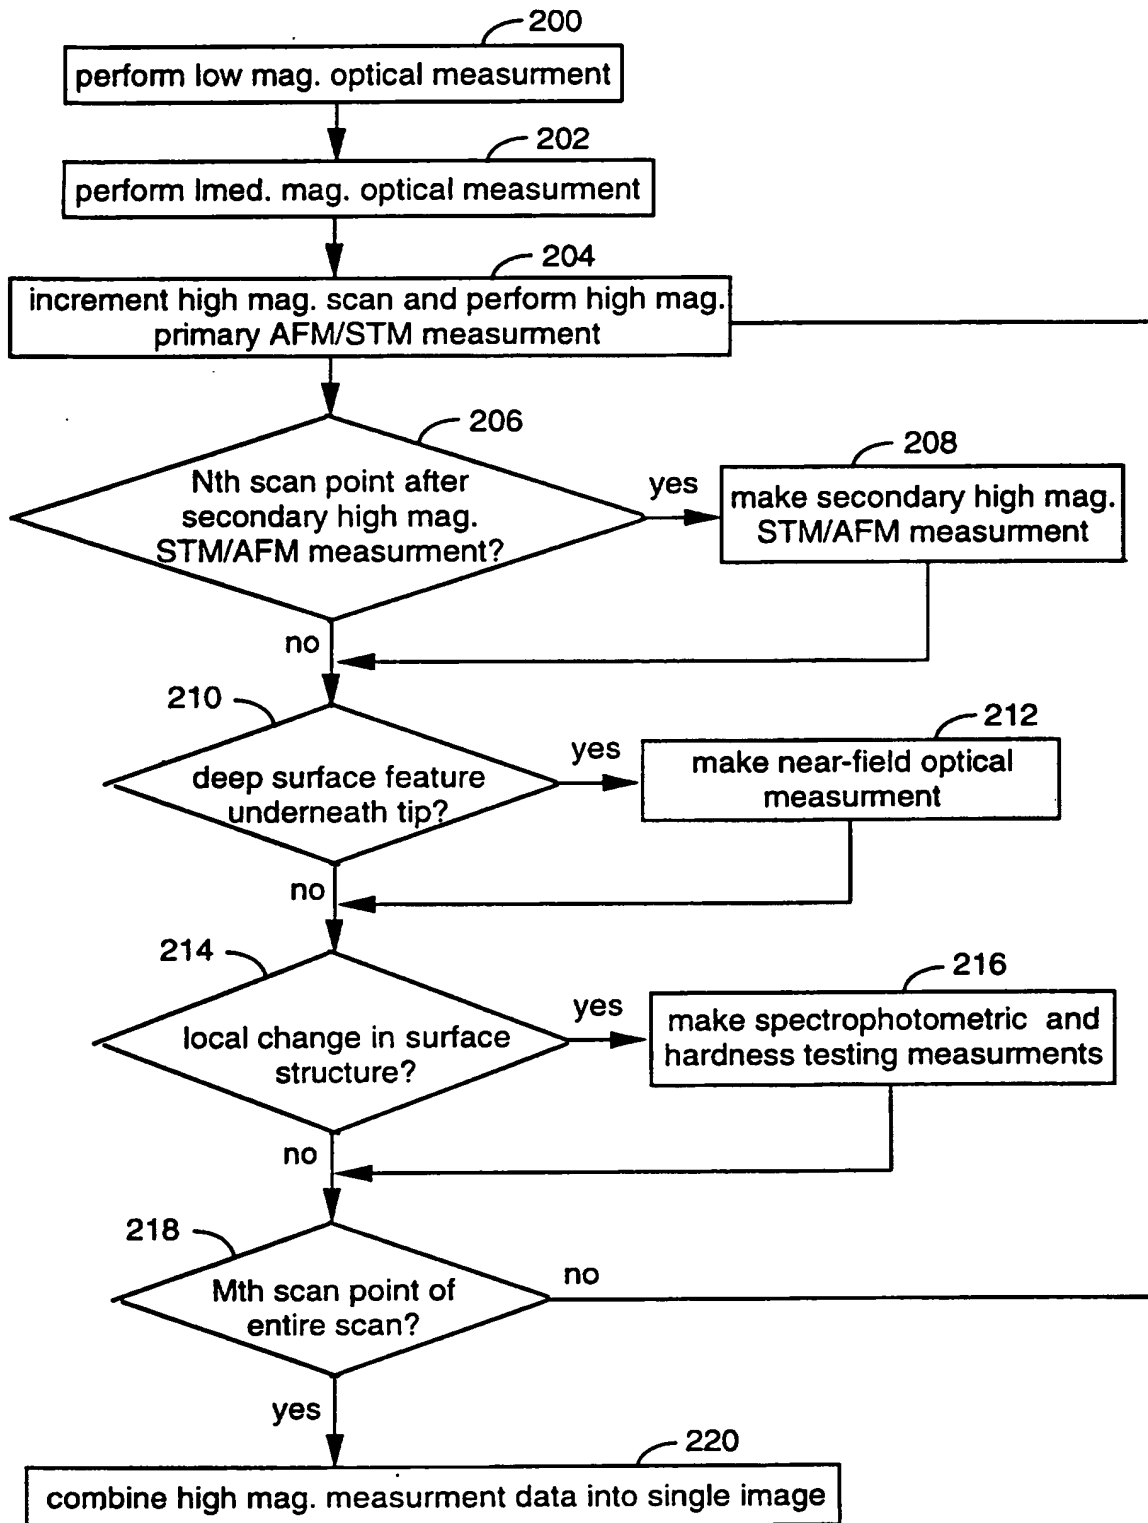 200
perform low mag. optical measurment
202
perform Imed. mag. optical measurment
204
increment high mag. scan and perform high mag.
primary AFM/STM measurment
206
Nth scan point after
secondary high mag.
STM/AFM measurment?
yes
208
make secondary high mag.
STM/AFM measurment
no
210
deep surface feature
underneath tip?
yes
212
make near-field optical
measurment
no
214
local change in surface
structure?
yes
216
make spectrophotometric and
hardness testing measurments
no
218
Mth scan point of
entire scan?
no
yes
220
combine high mag. measurment data into single image